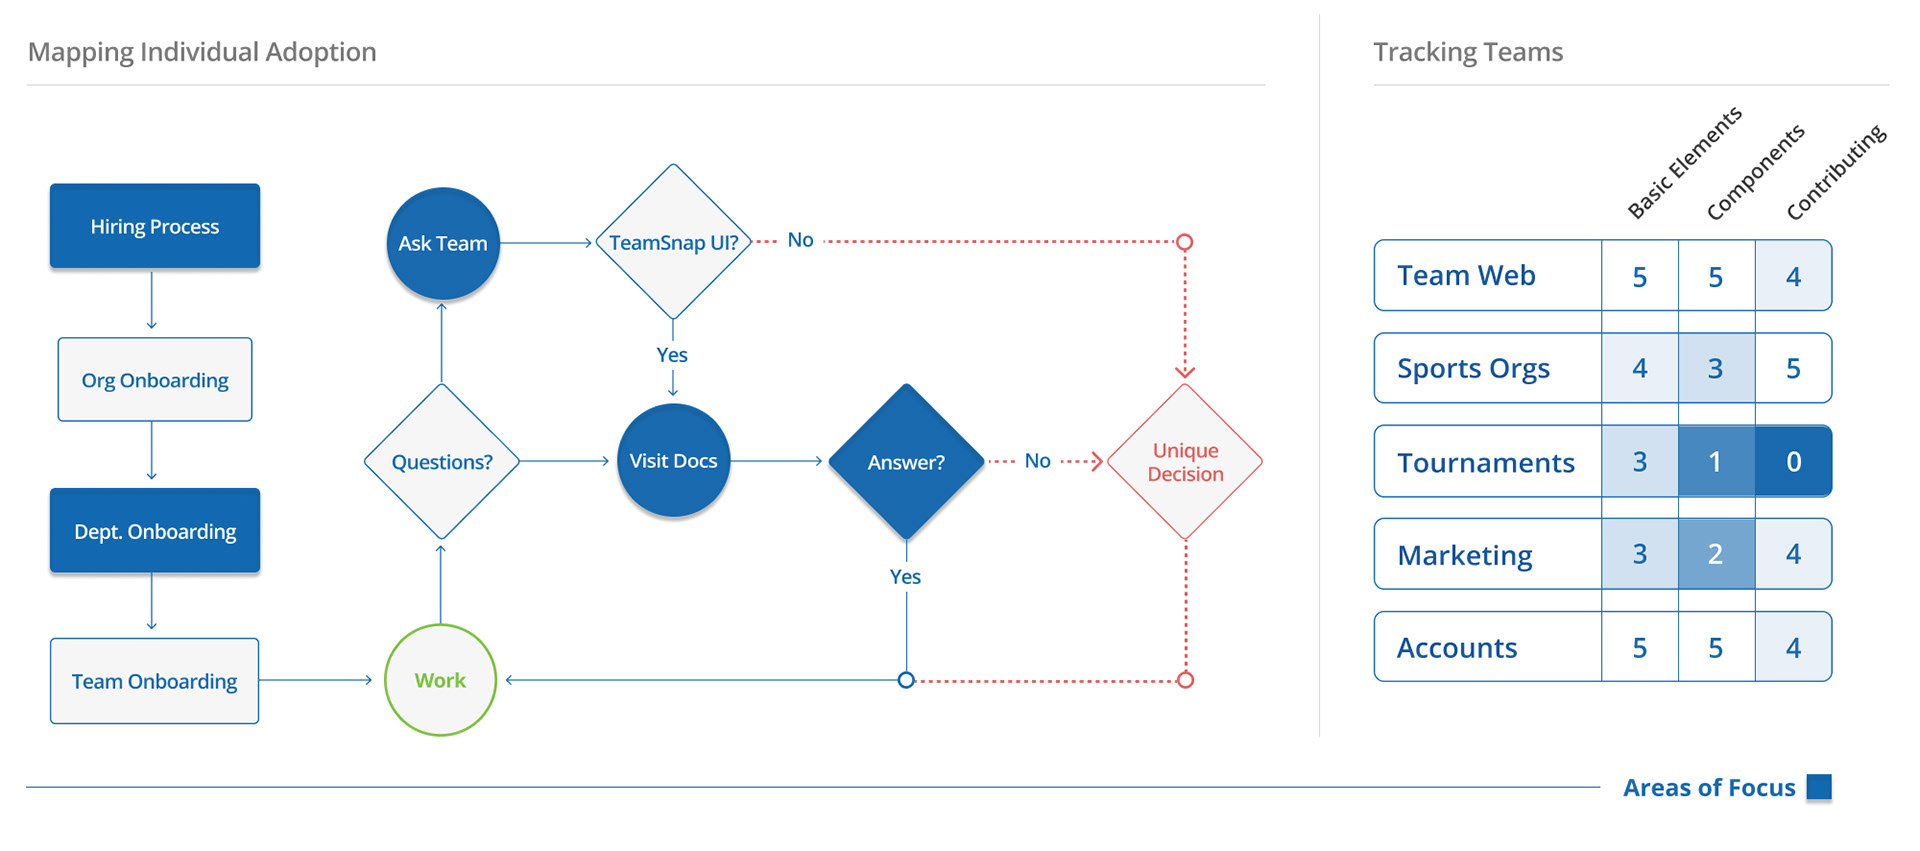 Mapping Individual Adoption
Hiring Process
Org Onboarding
Dept. Onboarding
Team Onboarding
Ask Team
TeamSnap UI?
No
Yes
Questions?
Visit Docs
Answer?
No
Unique
Decision
Yes
Work
Tracking Teams
Basic Elements
Components
Contributing
Team Web 5 5 4
Sports Orgs 4 3 5
Tournaments 3 1 0
Marketing 3 2 4
Accounts 5 5 4
Areas of Focus